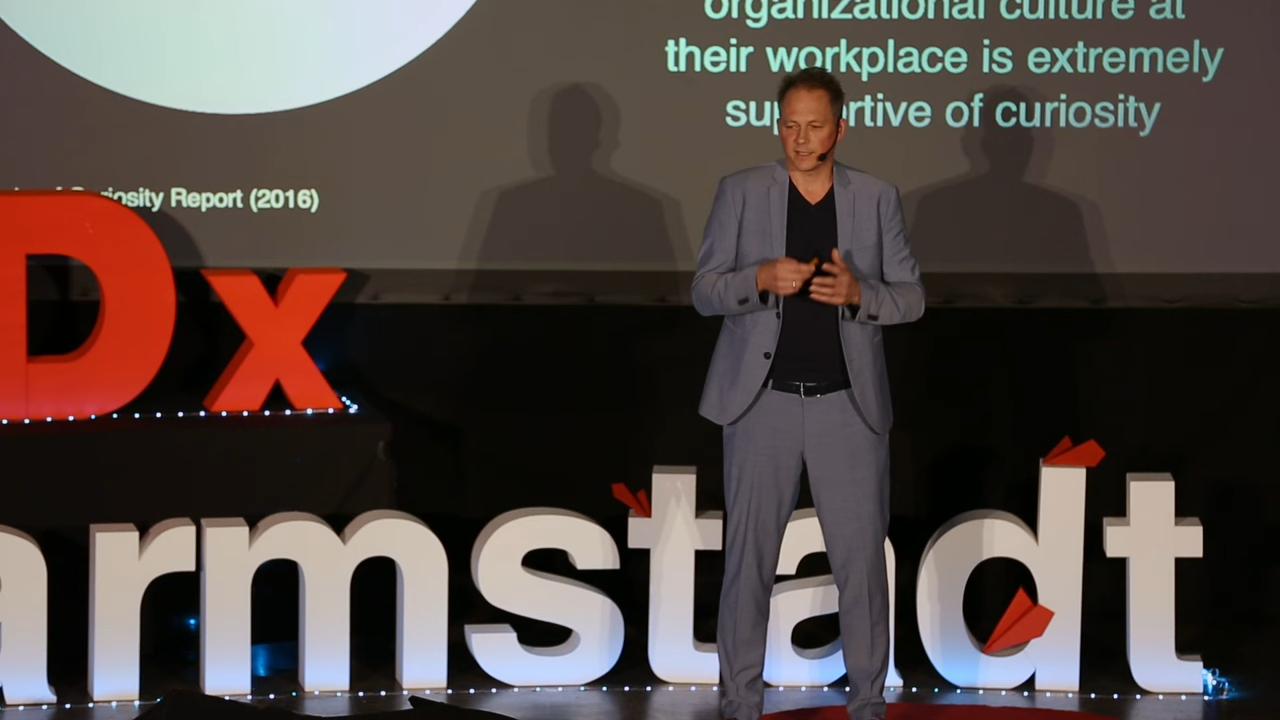 organizational culture at
their workplace is extremely
supportive of curiosity
Curiosity Report (2016)
Dx
armstadt